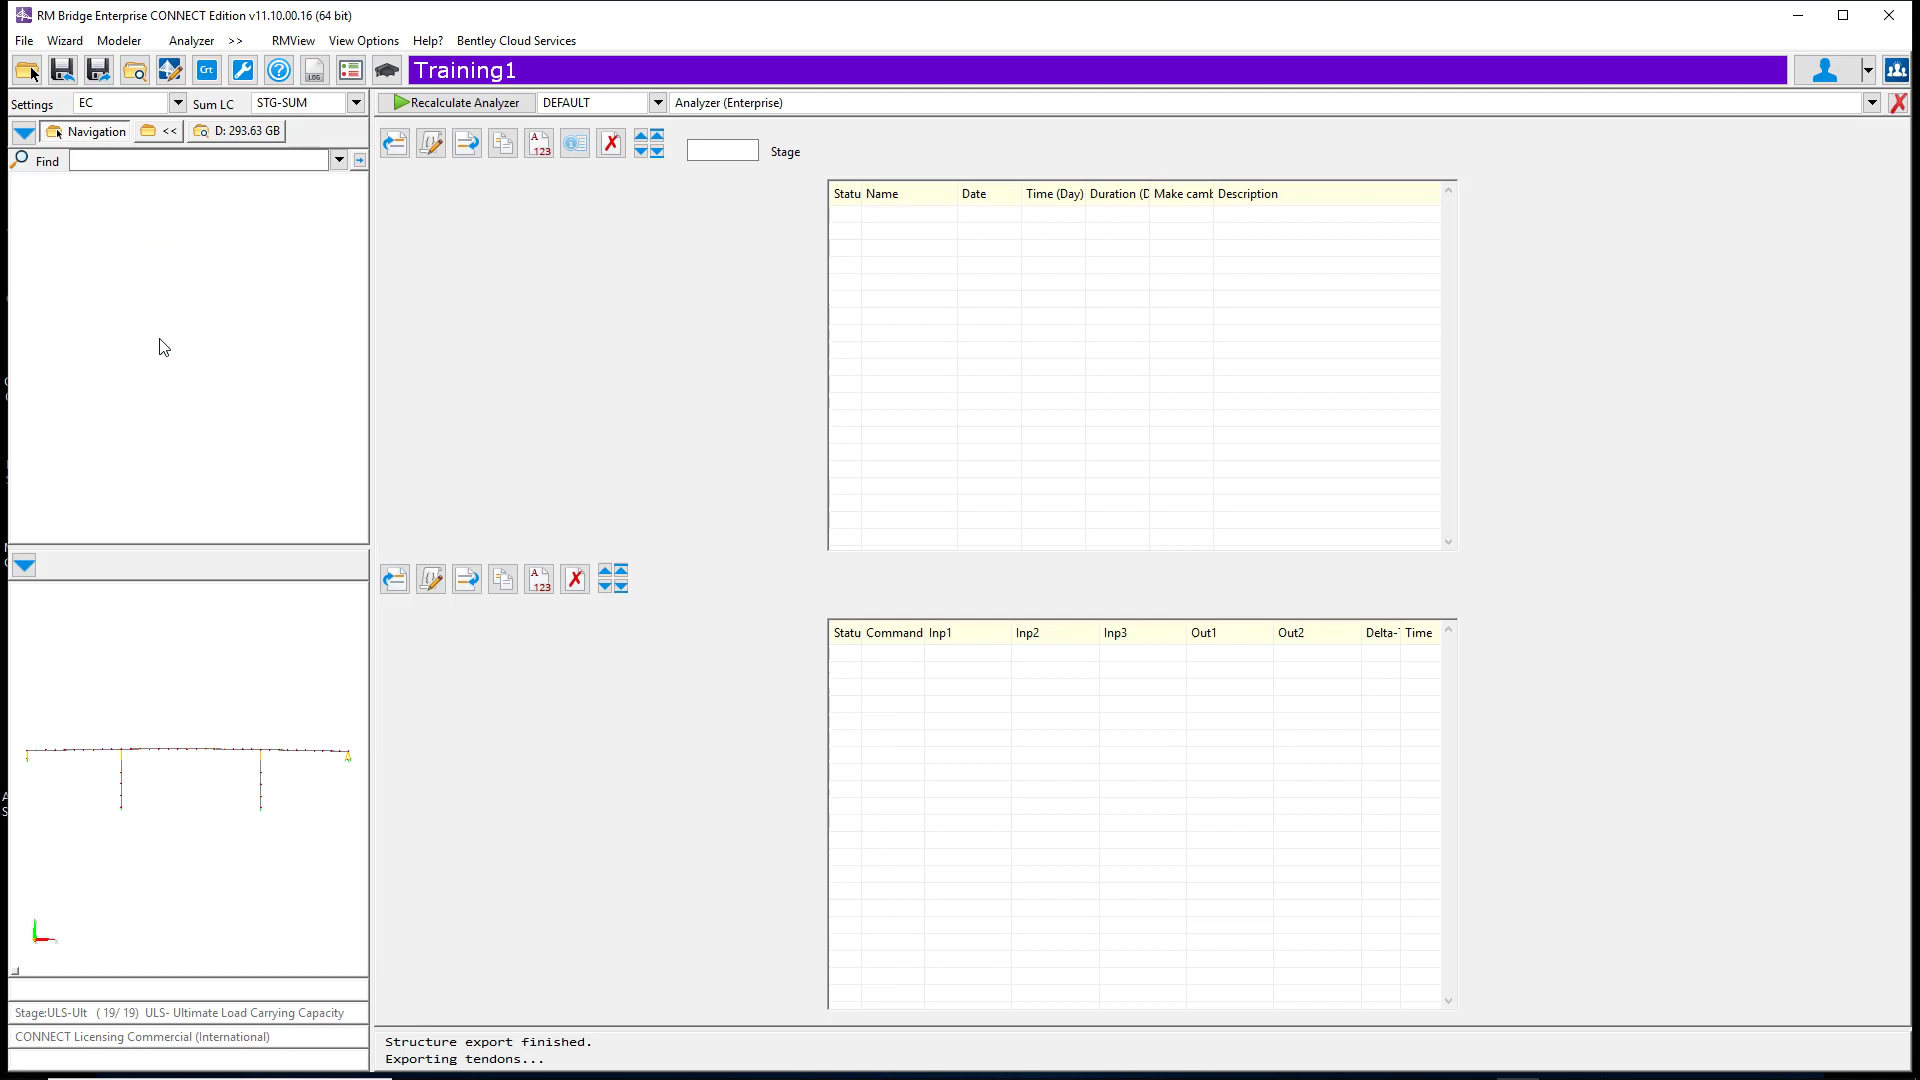 RM Bridge Enterprise CONNECT Edition v11.10.00.16 (64 bit)
File Wizard Modeler Analyzer >> RMView View Options Help? Bentley Cloud Services
Crt LOG Training1
Settings EC Sum LC STG-SUM Recalculate Analyzer DEFAULT Analyzer (Enterprise)
Navigation << D: 293.63 GB
Find
A 123 Stage
Statu Name Date Time (Day) Duration (D Make camb Description
A 123
Statu Command Inp1 Inp2 Inp3 Out1 Out2 Delta- Time
Stage:ULS-Ult ( 19/ 19) ULS- Ultimate Load Carrying Capacity
CONNECT Licensing Commercial (International)
Structure export finished.
Exporting tendons...